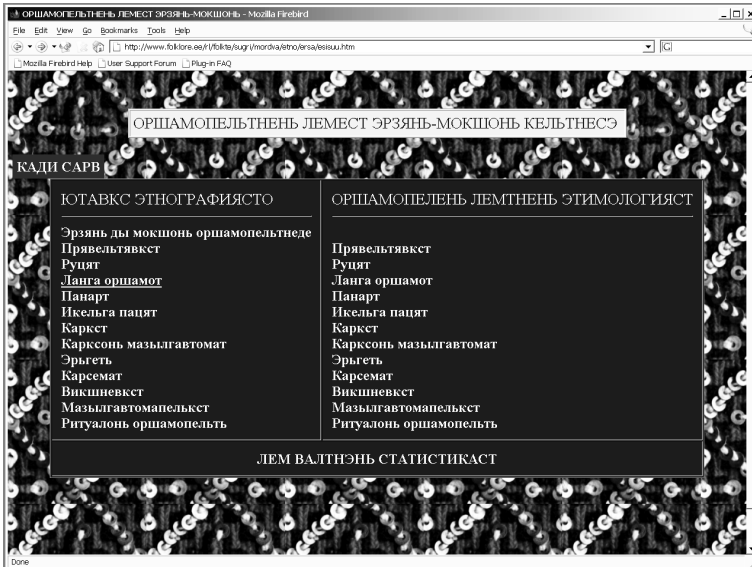 ОРШАМОПЕЛЬТНЕНЬ ЛЕМЕСТ ЭРЗЯНЬ-МОКШОНЬ - Mozilla Firebird
File Edit View Go Bookmarks Tools Help
http://www.folklore.ee/rl/folkte/sugri/mordva/etno/ersa/esisuu.htm
Mozilla Firebird Help User Support Forum Plug-in FAQ
ОРШАМОПЕЛЬТНЕНЬ ЛЕМЕСТ ЭРЗЯНЬ-МОКШОНЬ КЕЛЬТНЕСЭ
КАДИ САРВ
ЮТАВКС ЭТНОГРАФИЯСТО
Эрзянь ды мокшонь оршамопельтнеде
Прявельтявкст
Руцят
Ланга оршамот
Панарт
Икельга пацят
Каркст
Карксонь мазылгавтомат
Эрьгеть
Карсемат
Викшневкст
Мазылгавтомапелькст
Ритуалонь оршамопельть
ОРШАМОПЕЛЕНЬ ЛЕМТНЕНЬ ЭТИМОЛОГИЯСТ
Прявельтявкст
Руцят
Ланга оршамот
Панарт
Икельга пацят
Каркст
Карксонь мазылгавтомат
Эрьгеть
Карсемат
Викшневкст
Мазылгавтомапелькст
Ритуалонь оршамопельть
ЛЕМ ВАЛТНЭНЬ СТАТИСТИКАСТ
Done